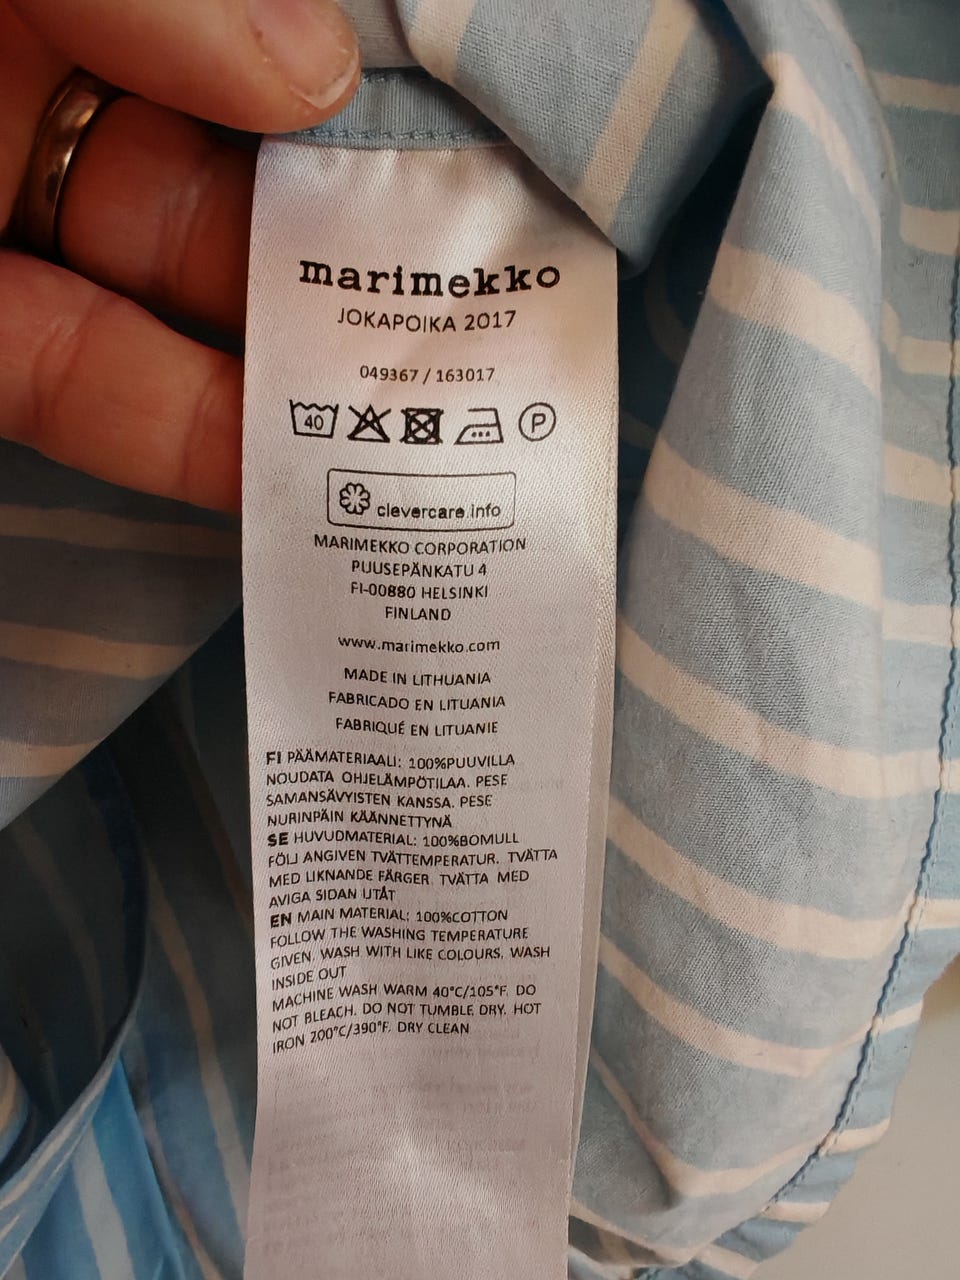 marimekko
JOKAPOIKA 2017
049367 / 163017
40 P
clevercare.info
MARIMEKKO CORPORATION
PUUSEPÄNKATU 4
FI-00880 HELSINKI
FINLAND
www.marimekko.com
MADE IN LITHUANIA
FABRICADO EN LITUANIA
FABRIQUÉ EN LITUANIE
FI PÄÄMATERIAALI: 100%PUUVILLA
NOUDATA OHJELÄMPÖTILAA. PESE
SAMANSÄVYISTEN KANSSA. PESE
NURINPÄIN KÄÄNNETTYNÄ
SE HUVUDMATERIAL: 100%BOMULL
FÖLJ ANGIVEN TVÄTTEMPERATUR. TVÄTTA
MED LIKNANDE FÄRGER. TVÄTTA MED
AVIGA SIDAN UTÅT
EN MAIN MATERIAL: 100%COTTON
FOLLOW THE WASHING TEMPERATURE
GIVEN. WASH WITH LIKE COLOURS. WASH
INSIDE OUT
MACHINE WASH WARM 40°C/105°F. DO
NOT BLEACH. DO NOT TUMBLE DRY. HOT
IRON 200°C/390°F. DRY CLEAN